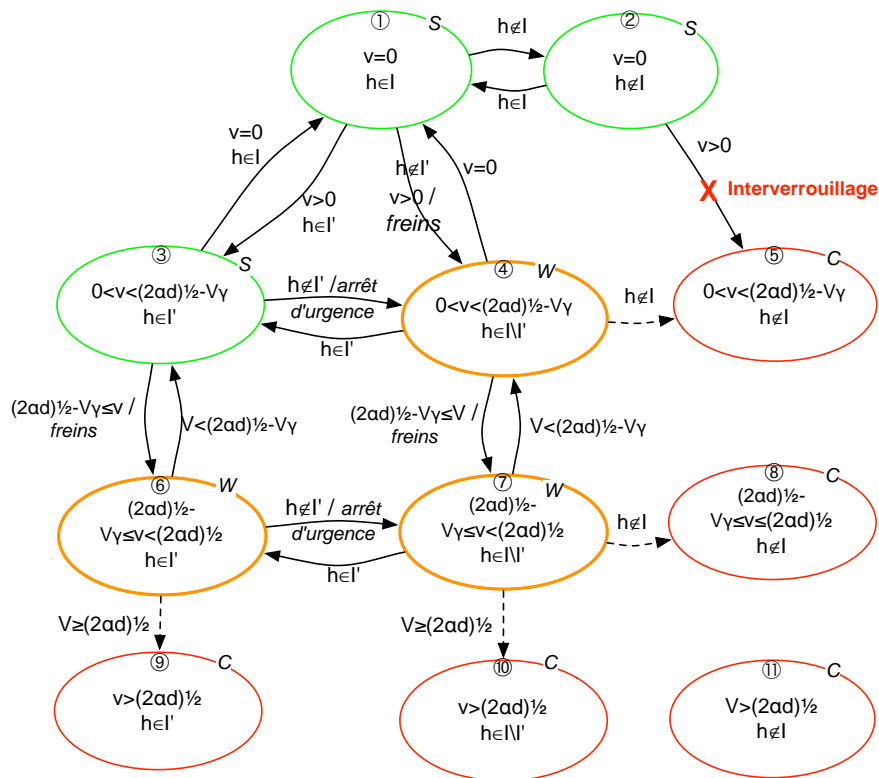 ① S
v=0
h∈I
h∉I
h∈I
② S
v=0
h∉I
v=0
h∈I
v>0
h∈I'
h∉I'
v>0 /
freins
v=0
v>0
X Interverrouillage
③ S
0<v<(2αd)½-Vγ
h∈I'
h∉I' /arrêt
d'urgence
h∈I'
④ W
0<v<(2αd)½-Vγ
h∈I\I'
h∉I
⑤ C
0<v<(2αd)½-Vγ
h∉I
(2αd)½-Vγ≤v /
freins
V<(2αd)½-Vγ
(2αd)½-Vγ≤V /
freins
V<(2αd)½-Vγ
⑥ W
(2αd)½-
Vγ≤v<(2αd)½
h∈I'
h∉I' / arrêt
d'urgence
h∈I'
⑦ W
(2αd)½-
Vγ≤v<(2αd)½
h∈I\I'
h∉I
⑧ C
(2αd)½-
Vγ≤v≤(2αd)½
h∉I
V≥(2αd)½
V≥(2αd)½
⑨ C
v>(2αd)½
h∈I'
⑩ C
v>(2αd)½
h∈I\I'
⑪ C
V>(2αd)½
h∉I